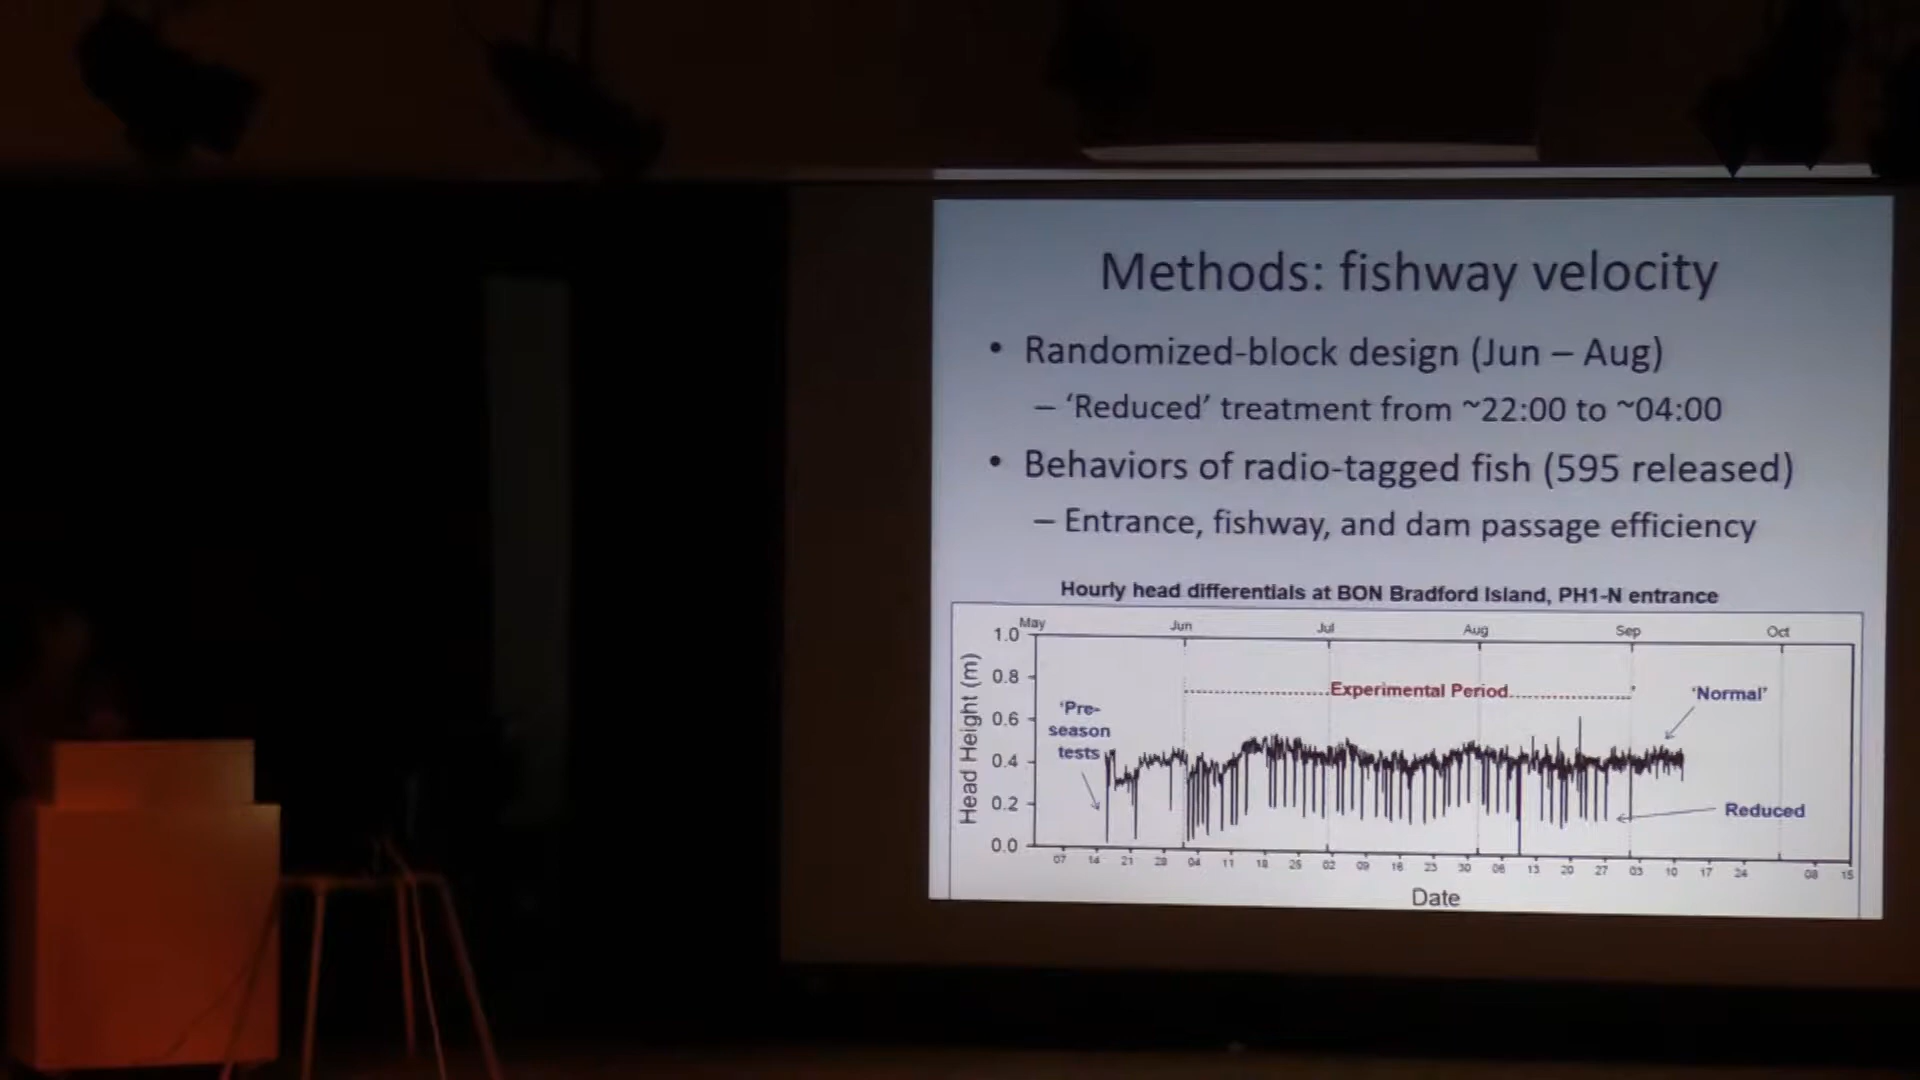 Methods: fishway velocity
• Randomized-block design (Jun – Aug)
– ‘Reduced’ treatment from ~22:00 to ~04:00
• Behaviors of radio-tagged fish (595 released)
– Entrance, fishway, and dam passage efficiency
Hourly head differentials at BON Bradford Island, PH1-N entrance
May Jun Jul Aug Sep Oct
1.0
0.8
0.6
0.4
0.2
0.0
Head Height (m)
Experimental Period
‘Pre-
season
tests
‘Normal’
Reduced
07 14 21 28 04 11 18 25 02 09 16 23 30 06 13 20 27 03 10 17 24 08 15
Date